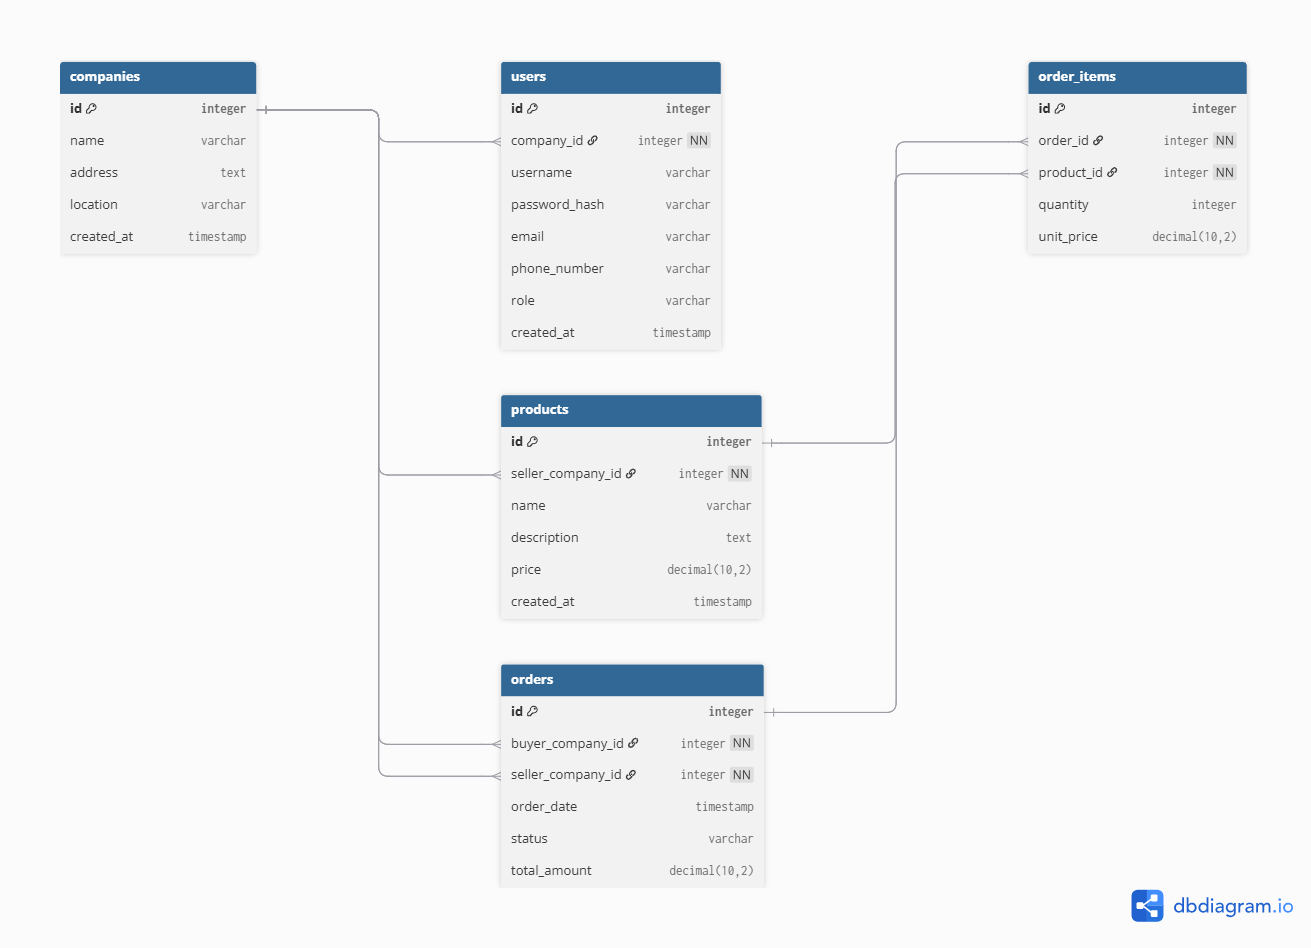 companies
id integer
name varchar
address text
location varchar
created_at timestamp
users
id integer
company_id integer NN
username varchar
password_hash varchar
email varchar
phone_number varchar
role varchar
created_at timestamp
order_items
id integer
order_id integer NN
product_id integer NN
quantity integer
unit_price decimal(10,2)
products
id integer
seller_company_id integer NN
name varchar
description text
price decimal(10,2)
created_at timestamp
orders
id integer
buyer_company_id integer NN
seller_company_id integer NN
order_date timestamp
status varchar
total_amount decimal(10,2)
dbdiagram.io